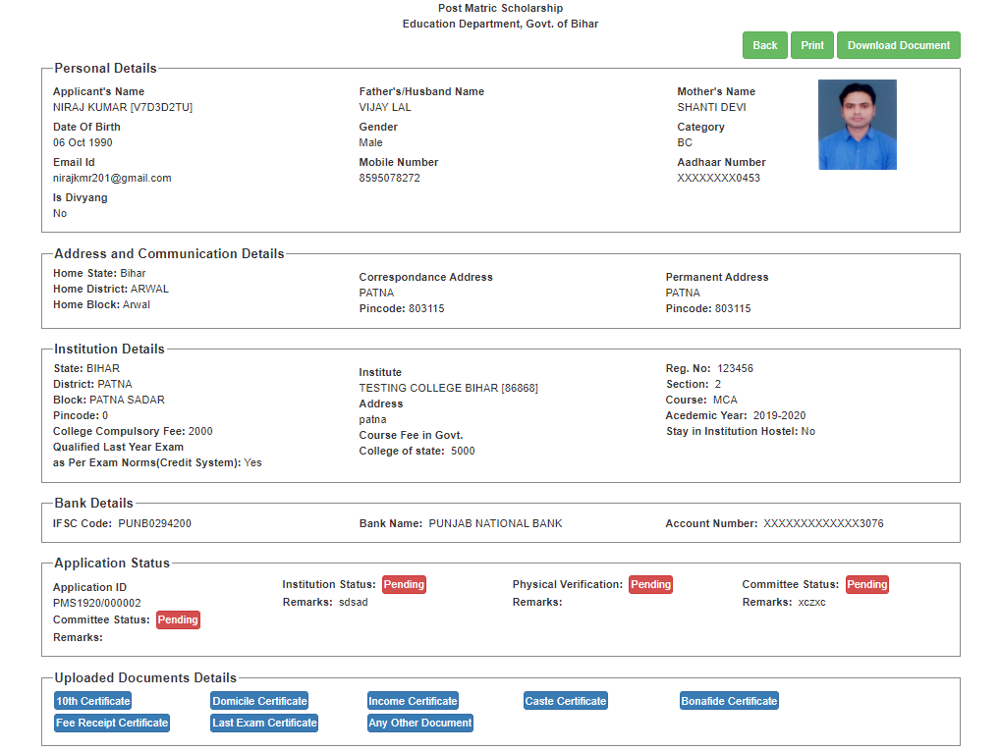 Post Matric Scholarship
Education Department, Govt. of Bihar
Back Print Download Document
Personal Details
Applicant's Name Father's/Husband Name Mother's Name
NIRAJ KUMAR [V7D3D2TU] VIJAY LAL SHANTI DEVI
Date Of Birth Gender Category
06 Oct 1990 Male BC
Email Id Mobile Number Aadhaar Number
nirajkmr201@gmail.com 8595078272 XXXXXXXX0453
Is Divyang
No
Address and Communication Details
Home State: Bihar
Home District: ARWAL
Home Block: Arwal
Correspondance Address
PATNA
Pincode: 803115
Permanent Address
PATNA
Pincode: 803115
Institution Details
State: BIHAR
District: PATNA
Block: PATNA SADAR
Pincode: 0
College Compulsory Fee: 2000
Qualified Last Year Exam
as Per Exam Norms(Credit System): Yes
Institute
TESTING COLLEGE BIHAR [86868]
Address
patna
Course Fee in Govt.
College of state: 5000
Reg. No: 123456
Section: 2
Course: MCA
Acedemic Year: 2019-2020
Stay in Institution Hostel: No
Bank Details
IFSC Code: PUNB0294200 Bank Name: PUNJAB NATIONAL BANK Account Number: XXXXXXXXXXXXX3076
Application Status
Application ID
PMS1920/000002
Institution Status: Pending
Remarks: sdsad
Physical Verification: Pending
Remarks:
Committee Status: Pending
Remarks: xczxc
Committee Status: Pending
Remarks:
Uploaded Documents Details
10th Certificate Domicile Certificate Income Certificate Caste Certificate Bonafide Certificate
Fee Receipt Certificate Last Exam Certificate Any Other Document